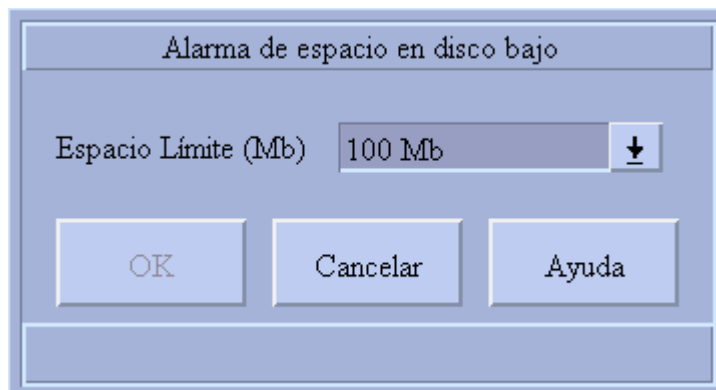 Alarma de espacio en disco bajo
Espacio Límite (Mb) 100 Mb
OK Cancelar Ayuda